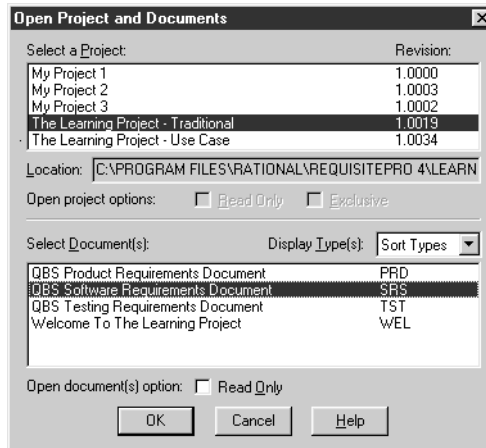 Open Project and Documents
Select a Project: Revision:
My Project 1 1.0000
My Project 2 1.0003
My Project 3 1.0002
The Learning Project - Traditional 1.0019
The Learning Project - Use Case 1.0034
Location: C:\PROGRAM FILES\RATIONAL\REQUISITEPRO 4\LEARN
Open project options: Read Only Exclusive
Select Document(s): Display Type(s): Sort Types
QBS Product Requirements Document PRD
QBS Software Requirements Document SRS
QBS Testing Requirements Document TST
Welcome To The Learning Project WEL
Open document(s) option: Read Only
OK Cancel Help